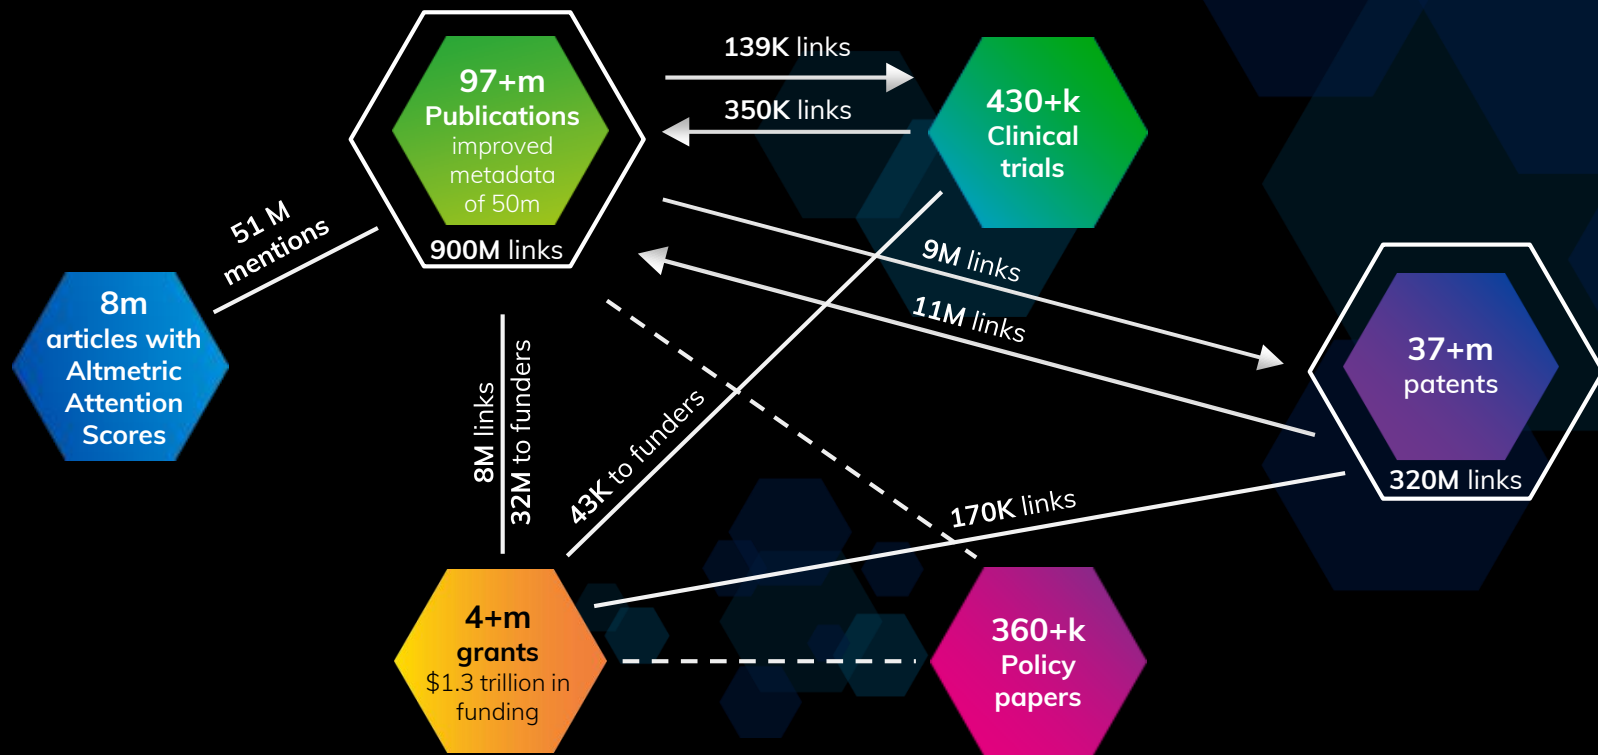 97+m
Publications
improved
metadata
of 50m
900M links
139K links
350K links
430+k
Clinical
trials
51 M
mentions
8m
articles with
Altmetric
Attention
Scores
9M links
11M links
37+m
patents
320M links
8M links
32M to funders
43K to funders
170K links
4+m
grants
$1.3 trillion in
funding
360+k
Policy
papers